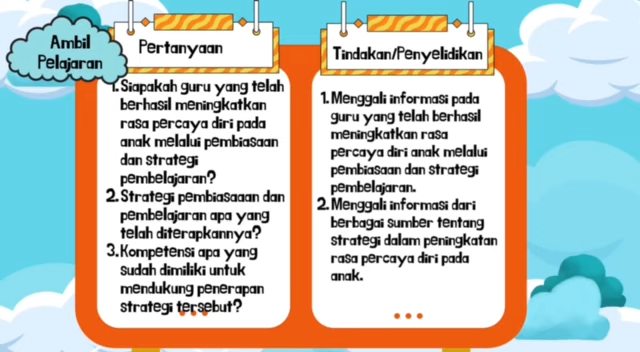 Ambil
Pelajaran
Pertanyaan
1. Siapakah guru yang telah
berhasil meningkatkan
rasa percaya diri pada
anak melalui pembiasaan
dan strategi
pembelajaran?
2. Strategi pembiasaaan dan
pembelajaran apa yang
telah diterapkannya?
3. Kompetensi apa yang
sudah dimiliki untuk
mendukung penerapan
strategi tersebut?
Tindakan/Penyelidikan
1. Menggali informasi pada
guru yang telah berhasil
meningkatkan rasa
percaya diri anak melalui
pembiasaan dan strategi
pembelajaran.
2. Menggali informasi dari
berbagai sumber tentang
strategi dalam peningkatan
rasa percaya diri pada
anak.